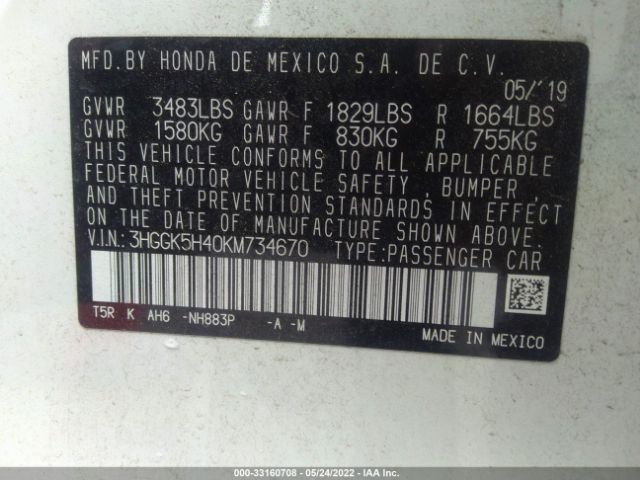 MFD.BY HONDA DE MEXICO S.A. DE C.V.
05/'19
GVWR 3483LBS GAWR F 1829LBS R 1664LBS
GVWR 1580KG GAWR F 830KG R 755KG
THIS VEHICLE CONFORMS TO ALL APPLICABLE
FEDERAL MOTOR VEHICLE SAFETY , BUMPER ,
AND THEFT PREVENTION STANDARDS IN EFFECT
ON THE DATE OF MANUFACTURE SHOWN ABOVE.
V.I.N.: 3HGGK5H40KM734670 TYPE:PASSENGER CAR
T5R K AH6 -NH883P -A -M
MADE IN MEXICO
000-33160708 - 05/24/2022 - IAA Inc.